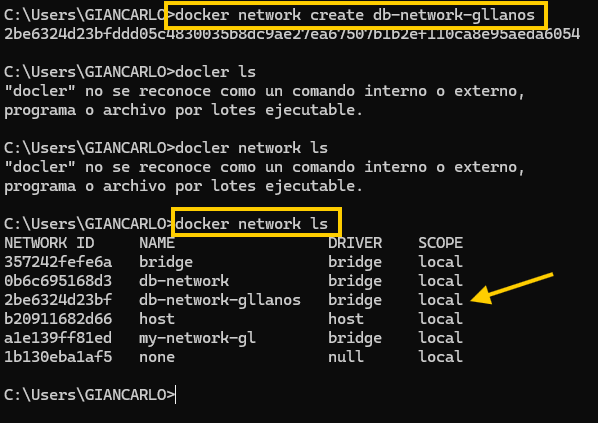 C:\Users\GIANCARLO>docker network create db-network-gllanos
2be6324d23bfddd05c4830035b8dc9ae27ea67507b1b2ef110ca8e95aeda6054
C:\Users\GIANCARLO>docler ls
"docler" no se reconoce como un comando interno o externo,
programa o archivo por lotes ejecutable.
C:\Users\GIANCARLO>docler network ls
"docler" no se reconoce como un comando interno o externo,
programa o archivo por lotes ejecutable.
C:\Users\GIANCARLO>docker network ls
NETWORK ID     NAME                 DRIVER    SCOPE
357242fefe6a   bridge               bridge    local
0b6c695168d3   db-network           bridge    local
2be6324d23bf   db-network-gllanos   bridge    local
b20911682d66   host                 host      local
a1e139ff81ed   my-network-gl        bridge    local
1b130eba1af5   none                 null      local
C:\Users\GIANCARLO>